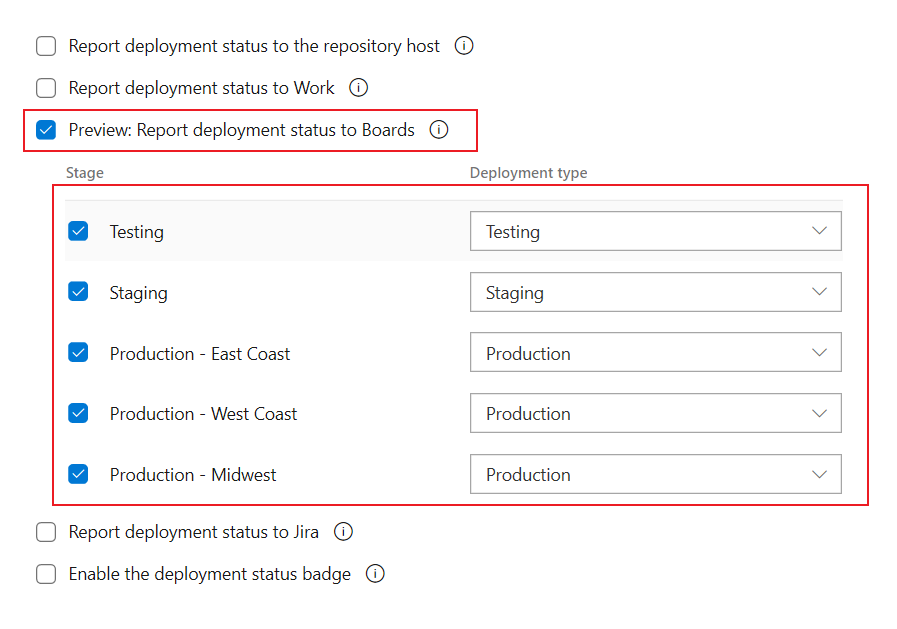 Report deployment status to the repository host
Report deployment status to Work
Preview: Report deployment status to Boards
Stage Deployment type
Testing Testing
Staging Staging
Production - East Coast Production
Production - West Coast Production
Production - Midwest Production
Report deployment status to Jira
Enable the deployment status badge